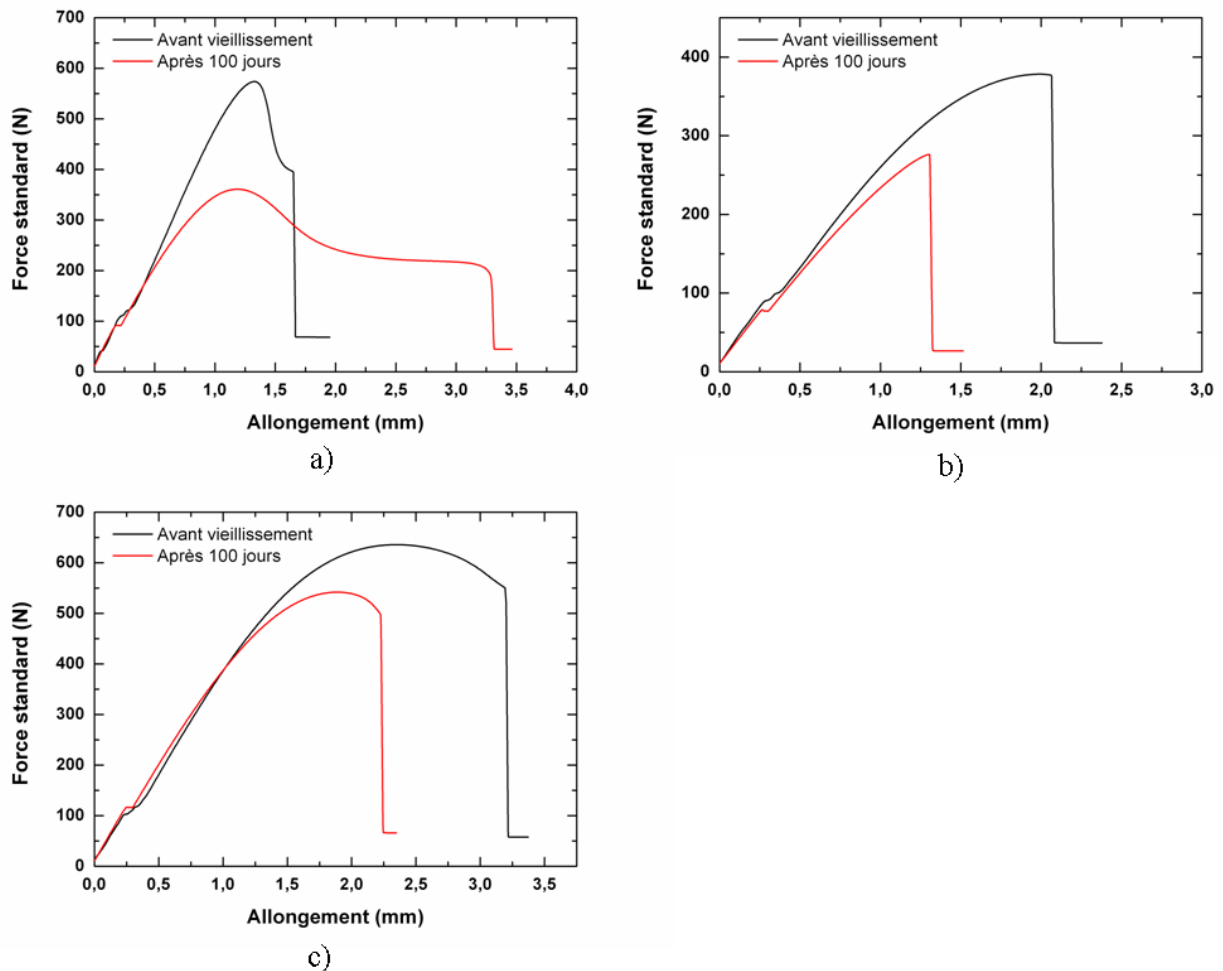 700
600
500
400
300
200
100
0
Force standard (N)
Avant vieillissement
Après 100 jours
0,0 0,5 1,0 1,5 2,0 2,5 3,0 3,5 4,0
Allongement (mm)
a)
400
300
200
100
0
Force standard (N)
Avant vieillissement
Après 100 jours
0,0 0,5 1,0 1,5 2,0 2,5 3,0
Allongement (mm)
b)
700
600
500
400
300
200
100
0
Force standard (N)
Avant vieillissement
Après 100 jours
0,0 0,5 1,0 1,5 2,0 2,5 3,0 3,5
Allongement (mm)
c)